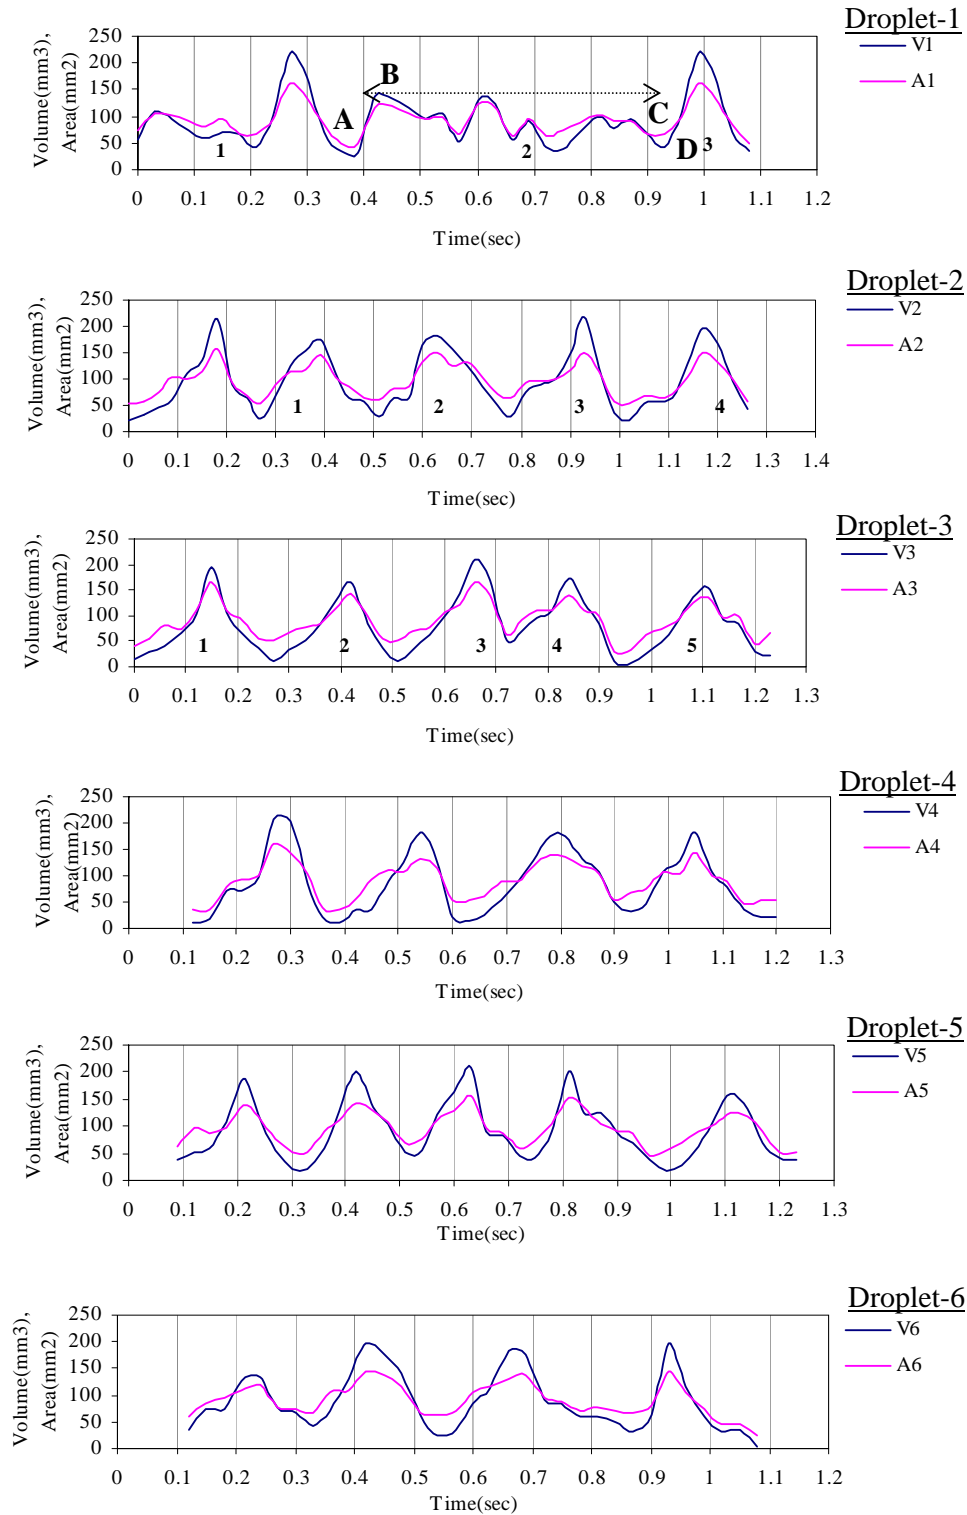 Droplet-1
V1
A1
Volume(mm3),
Area(mm2)
250
200
150
100
50
0
A
B
C
D
1
2
3
0 0.1 0.2 0.3 0.4 0.5 0.6 0.7 0.8 0.9 1 1.1 1.2
Time(sec)
Droplet-2
V2
A2
Volume(mm3),
Area(mm2)
250
200
150
100
50
0
1 2 3 4
0 0.1 0.2 0.3 0.4 0.5 0.6 0.7 0.8 0.9 1 1.1 1.2 1.3 1.4
Time(sec)
Droplet-3
V3
A3
Volume(mm3),
Area(mm2)
250
200
150
100
50
0
1 2 3 4 5
0 0.1 0.2 0.3 0.4 0.5 0.6 0.7 0.8 0.9 1 1.1 1.2 1.3
Time(sec)
Droplet-4
V4
A4
Volume(mm3),
Area(mm2)
250
200
150
100
50
0
0 0.1 0.2 0.3 0.4 0.5 0.6 0.7 0.8 0.9 1 1.1 1.2 1.3
Time(sec)
Droplet-5
V5
A5
Volume(mm3),
Area(mm2)
250
200
150
100
50
0
0 0.1 0.2 0.3 0.4 0.5 0.6 0.7 0.8 0.9 1 1.1 1.2 1.3
Time(sec)
Droplet-6
V6
A6
Volume(mm3),
Area(mm2)
250
200
150
100
50
0
0 0.1 0.2 0.3 0.4 0.5 0.6 0.7 0.8 0.9 1 1.1 1.2
Time(sec)